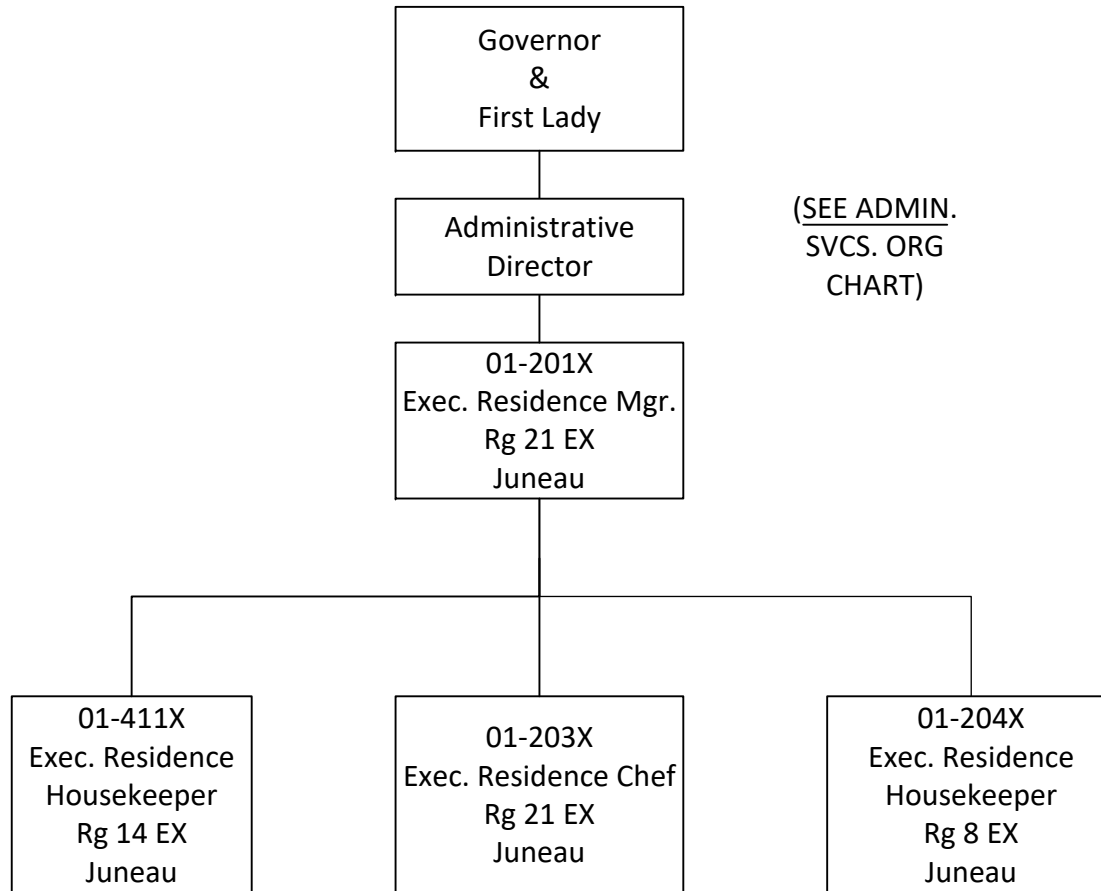 Governor
&
First Lady
Administrative
Director
(SEE ADMIN.
SVCS. ORG
CHART)
01-201X
Exec. Residence Mgr.
Rg 21 EX
Juneau
01-411X
Exec. Residence
Housekeeper
Rg 14 EX
Juneau
01-203X
Exec. Residence Chef
Rg 21 EX
Juneau
01-204X
Exec. Residence
Housekeeper
Rg 8 EX
Juneau